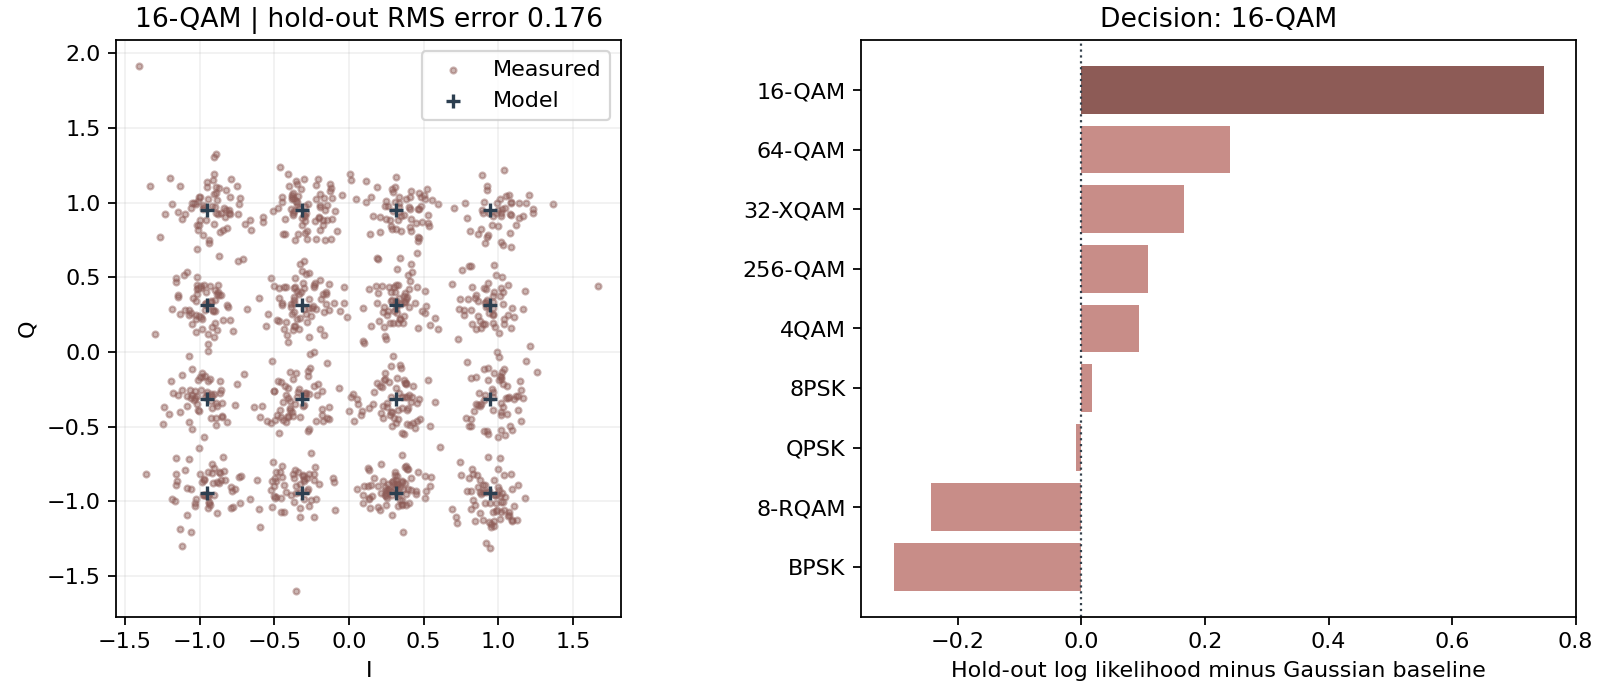 16-QAM | hold-out RMS error 0.176
Measured
Model
Q
2.0
1.5
1.0
0.5
0.0
−0.5
−1.0
−1.5
−1.5 −1.0 −0.5 0.0 0.5 1.0 1.5
I
Decision: 16-QAM
16-QAM
64-QAM
32-XQAM
256-QAM
4QAM
8PSK
QPSK
8-RQAM
BPSK
−0.2 0.0 0.2 0.4 0.6 0.8
Hold-out log likelihood minus Gaussian baseline